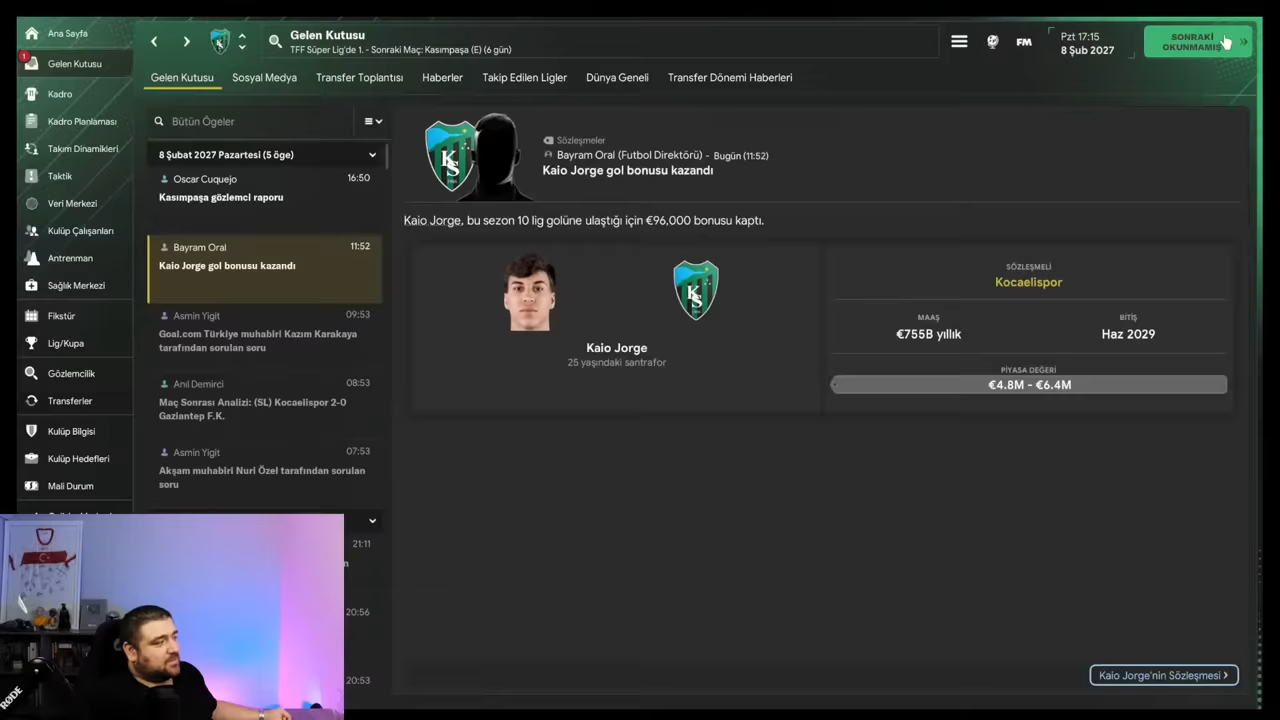 Ana Sayfa
1
Gelen Kutusu
Kadro
Kadro Planlaması
Takım Dinamikleri
Taktik
Veri Merkezi
Kulüp Çalışanları
Antrenman
Sağlık Merkezi
Fikstür
Lig/Kupa
Gözlemcilik
Transferler
Kulüp Bilgisi
Kulüp Hedefleri
Mali Durum
Gelen Kutusu
TFF Süper Lig'de 1. - Sonraki Maç: Kasımpaşa (E) (6 gün)
FM
Pzt 17:15
8 Şub 2027
SONRAKİ
OKUNMAMIŞ
Gelen Kutusu
Sosyal Medya
Transfer Toplantısı
Haberler
Takip Edilen Ligler
Dünya Geneli
Transfer Dönemi Haberleri
Bütün Ögeler
8 Şubat 2027 Pazartesi (5 öge)
Oscar Cuquejo 16:50
Kasımpaşa gözlemci raporu
Bayram Oral 11:52
Kaio Jorge gol bonusu kazandı
Asmin Yigit 09:53
Goal.com Türkiye muhabiri Kazım Karakaya
tarafından sorulan soru
Anıl Demirci 08:53
Maç Sonrası Analizi: (SL) Kocaelispor 2-0
Gaziantep F.K.
Asmin Yigit 07:53
Akşam muhabiri Nuri Özel tarafından sorulan
soru
21:11
20:56
20:53
Sözleşmeler
Bayram Oral (Futbol Direktörü) - Bugün (11:52)
Kaio Jorge gol bonusu kazandı
Kaio Jorge, bu sezon 10 lig golüne ulaştığı için €96,000 bonusu kaptı.
KS
KS
Kaio Jorge
25 yaşındaki santrafor
SÖZLEŞMELİ
Kocaelispor
MAAŞ
€755B yıllık
BİTİŞ
Haz 2029
PİYASA DEĞERİ
€4.8M - €6.4M
Kaio Jorge'nin Sözleşmesi
RØDE